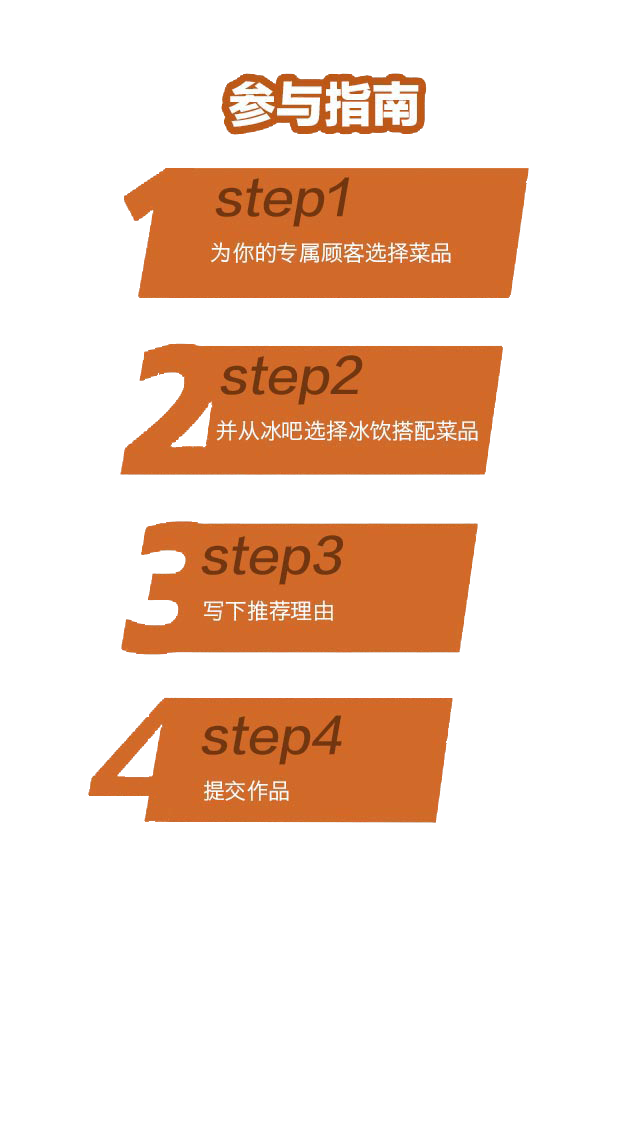 参与指南
1
step1
为你的专属顾客选择菜品
2
step2
并从冰吧选择冰饮搭配菜品
3
step3
写下推荐理由
4
step4
提交作品